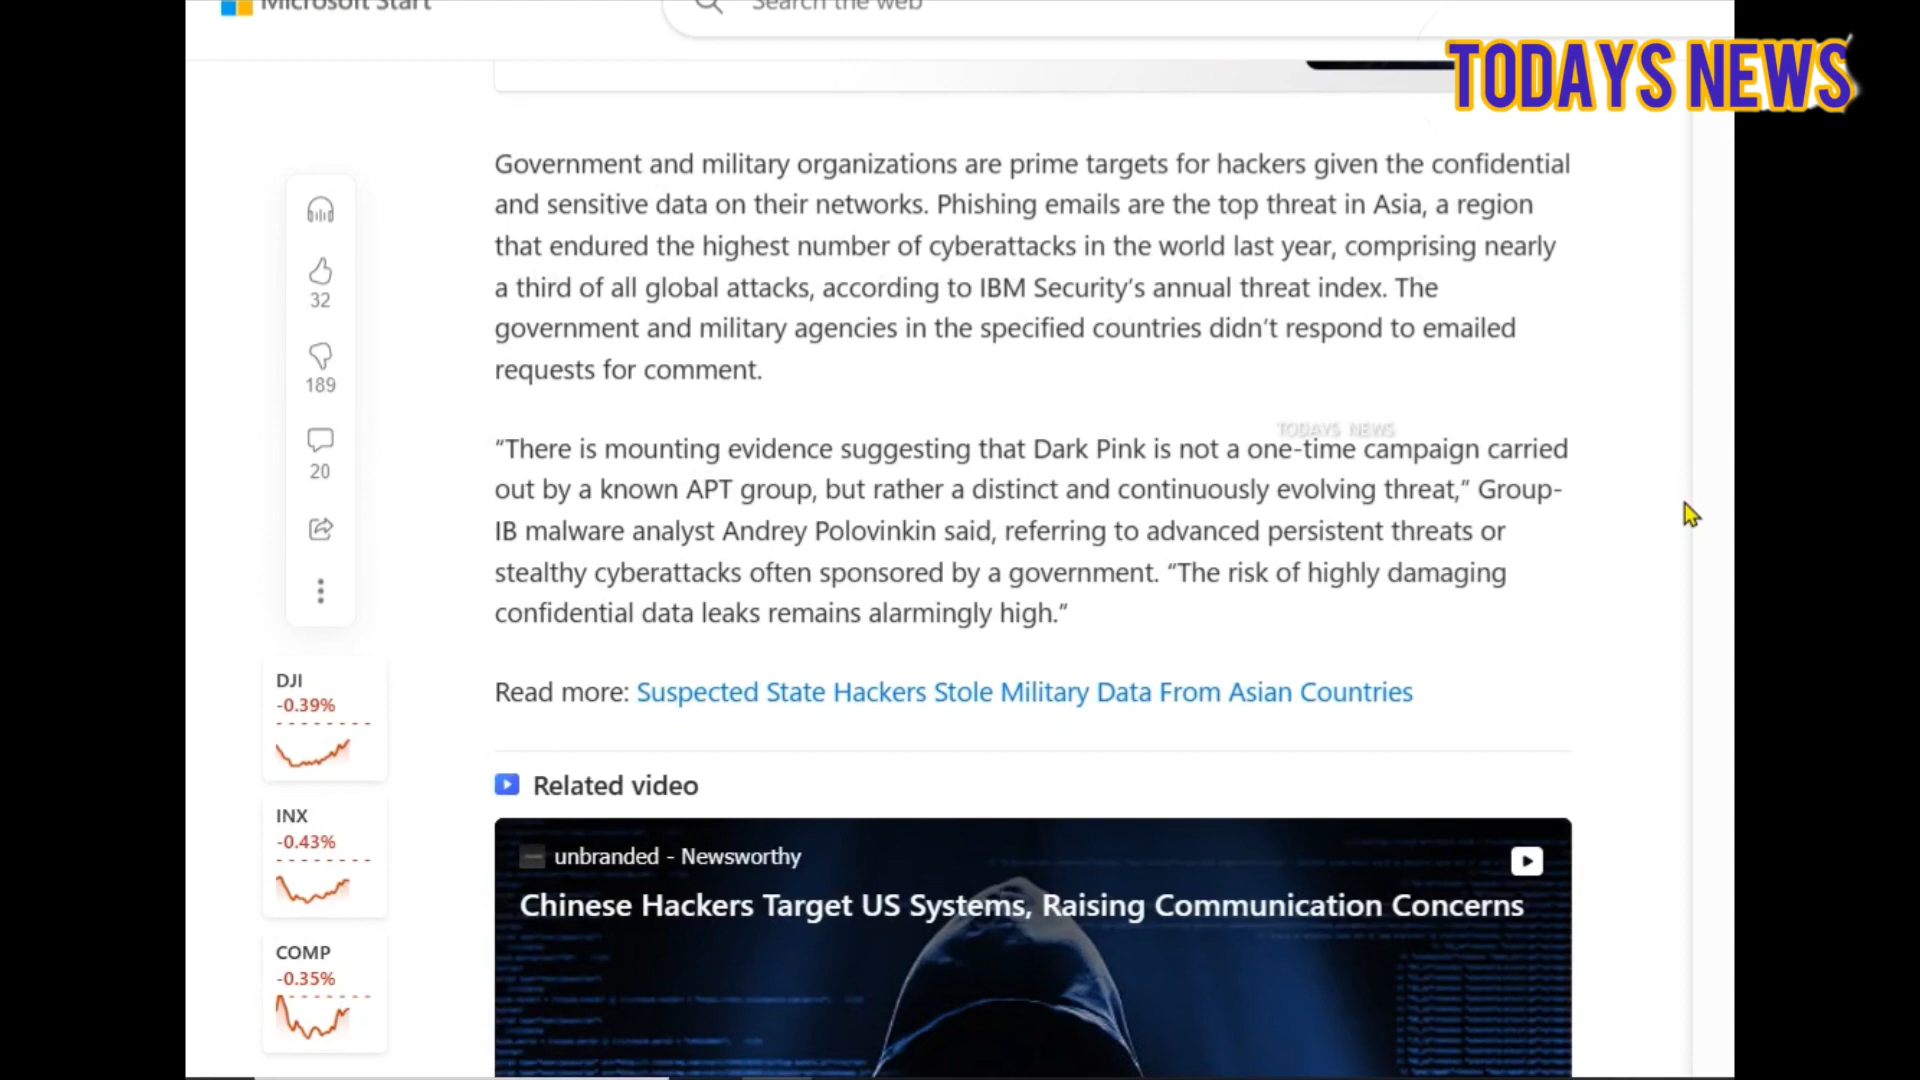 Microsoft Start
Search the web
TODAYS NEWS
Government and military organizations are prime targets for hackers given the confidential
and sensitive data on their networks. Phishing emails are the top threat in Asia, a region
that endured the highest number of cyberattacks in the world last year, comprising nearly
a third of all global attacks, according to IBM Security’s annual threat index. The
government and military agencies in the specified countries didn’t respond to emailed
requests for comment.
32
189
20
TODAYS NEWS
“There is mounting evidence suggesting that Dark Pink is not a one-time campaign carried
out by a known APT group, but rather a distinct and continuously evolving threat,” Group-
IB malware analyst Andrey Polovinkin said, referring to advanced persistent threats or
stealthy cyberattacks often sponsored by a government. “The risk of highly damaging
confidential data leaks remains alarmingly high.”
Read more: Suspected State Hackers Stole Military Data From Asian Countries
DJI
-0.39%
INX
-0.43%
COMP
-0.35%
Related video
unbranded - Newsworthy
Chinese Hackers Target US Systems, Raising Communication Concerns